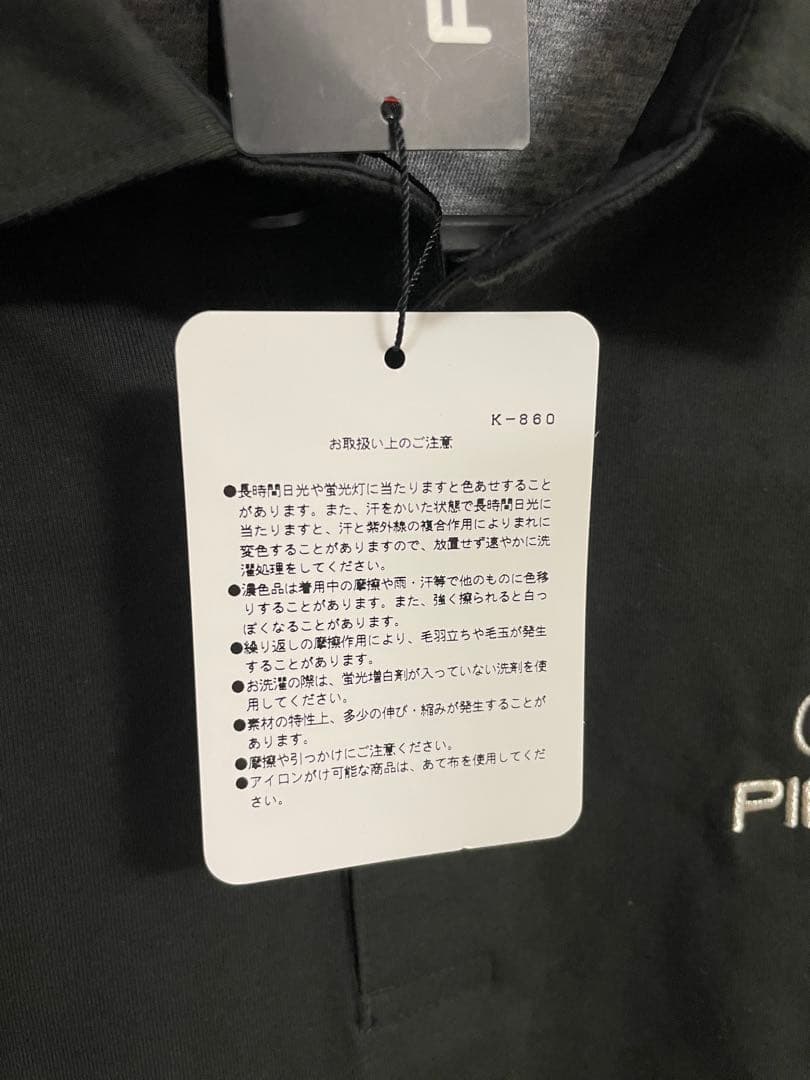 K-860
お取扱い上のご注意
●長時間日光や蛍光灯に当たりますと色あせすること
があります。また、汗をかいた状態で長時間日光に
当たりますと、汗と紫外線の複合作用によりまれに
変色することがありますので、放置せず速やかに洗
濯処理をしてください。
●濃色品は着用中の摩擦や雨・汗等で他のものに色移
りすることがあります。また、強く擦られると白っ
ぽくなることがあります。
●繰り返しの摩擦作用により、毛羽立ちや毛玉が発生
することがあります。
●お洗濯の際は、蛍光増白剤が入っていない洗剤を使
用してください。
●素材の特性上、多少の伸び・縮みが発生することが
あります。
●摩擦や引っかけにご注意ください。
●アイロンがけ可能な商品は、あて布を使用してくだ
さい。